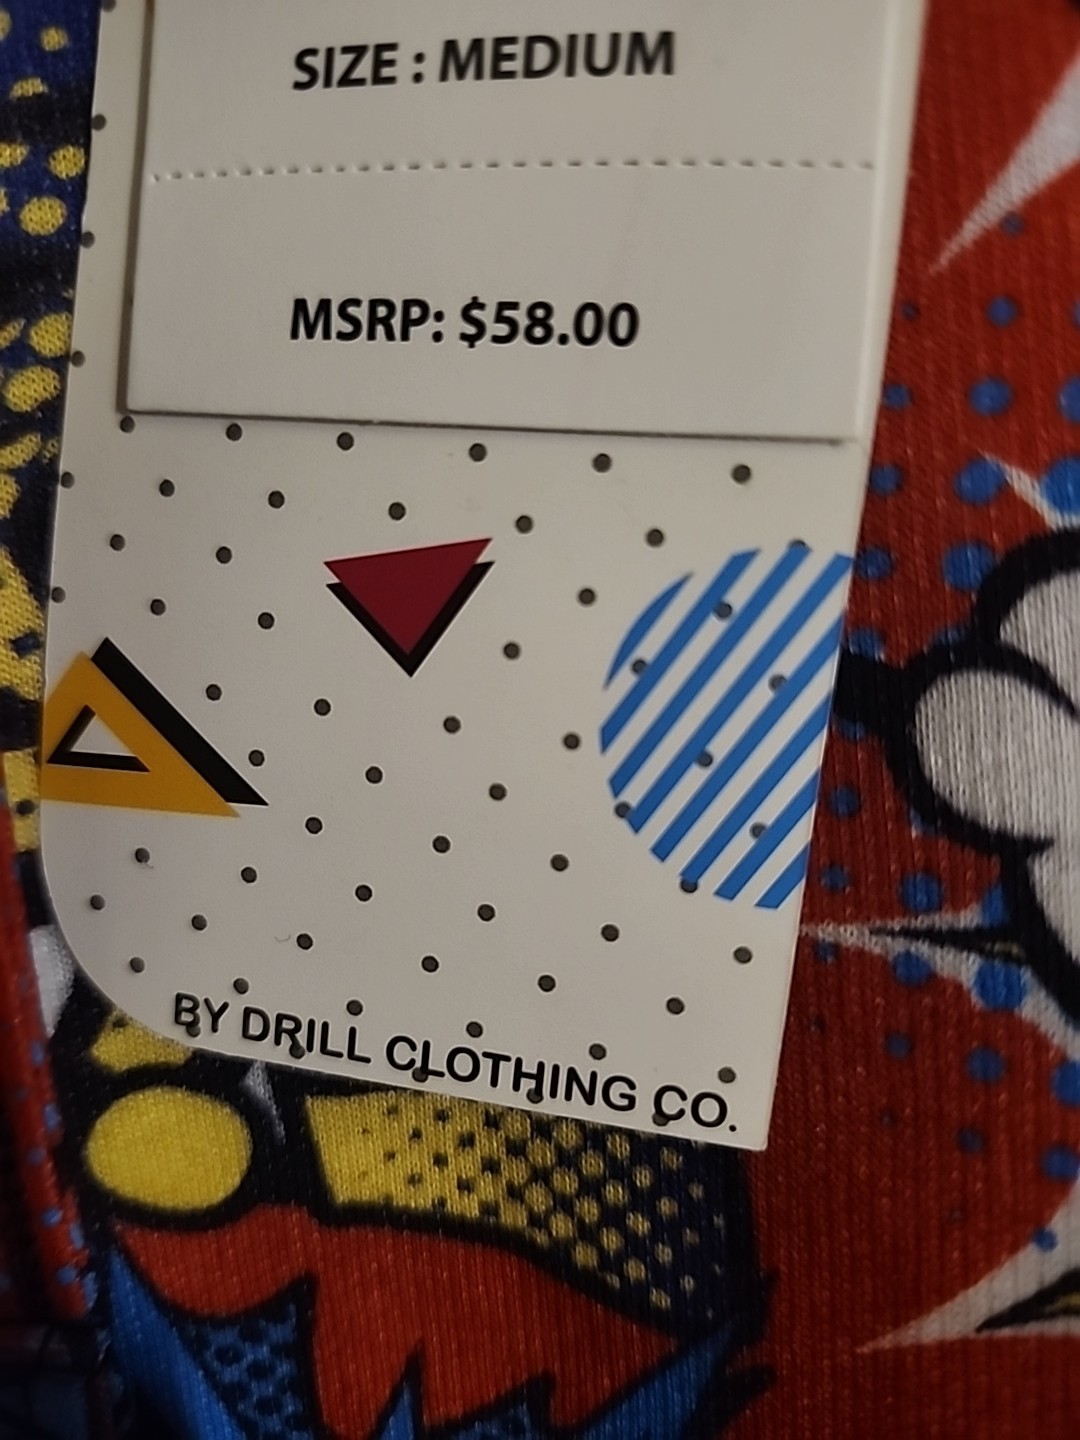 SIZE : MEDIUM
MSRP: $58.00
BY DRILL CLOTHING CO.